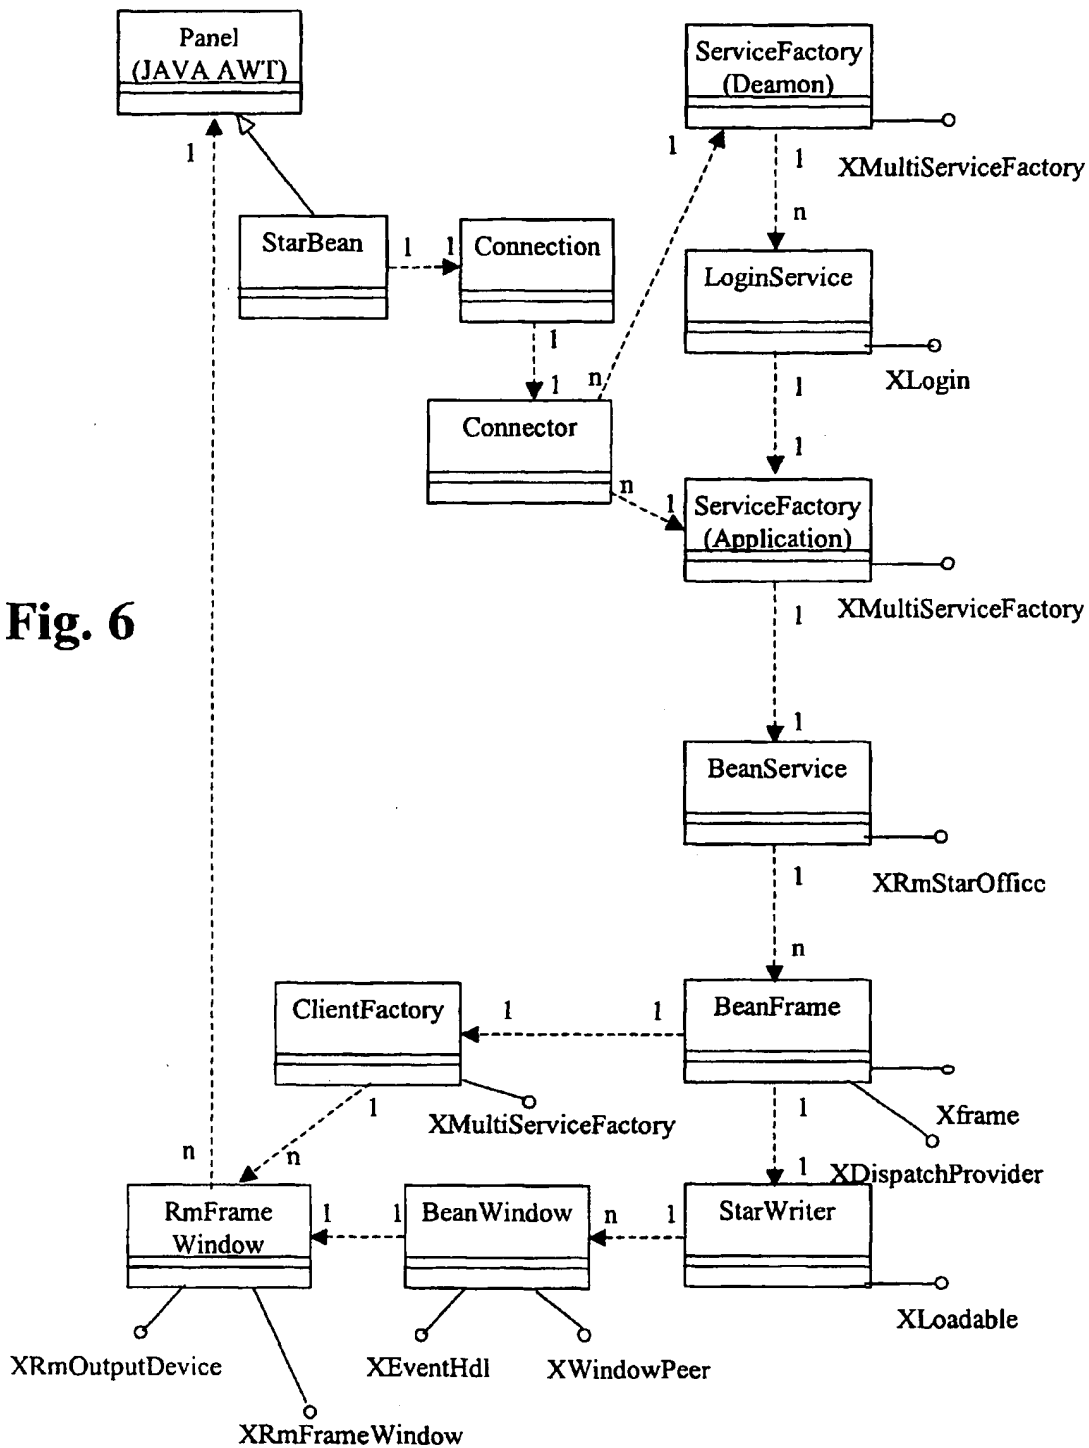 Panel
(JAVA AWT)
ServiceFactory
(Deamon)
XMultiServiceFactory
1
1
1
n
StarBean
1
1
Connection
LoginService
XLogin
1
1
n
Connector
1
1
n
1
ServiceFactory
(Application)
XMultiServiceFactory
Fig. 6
1
1
BeanService
XRmStarOffice
1
n
ClientFactory
1
1
BeanFrame
XMultiServiceFactory
Xframe
XDispatchProvider
1
n
n
1
1
RmFrame
Window
1
1
BeanWindow
n
1
StarWriter
XLoadable
XRmOutputDevice
XEventHdl
XWindowPeer
XRmFrameWindow